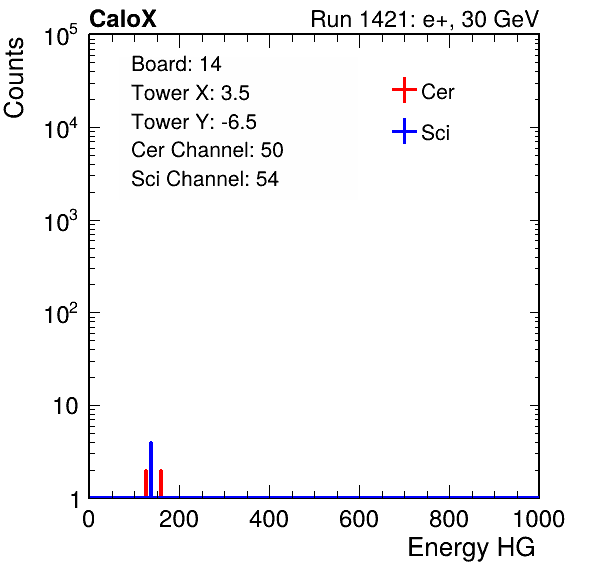 CaloX Run 1421: e+, 30 GeV
Counts
Board: 14
Tower X: 3.5
Tower Y: -6.5
Cer Channel: 50
Sci Channel: 54
Cer
Sci
10^5
10^4
10^3
10^2
10
1
0 200 400 600 800 1000
Energy HG